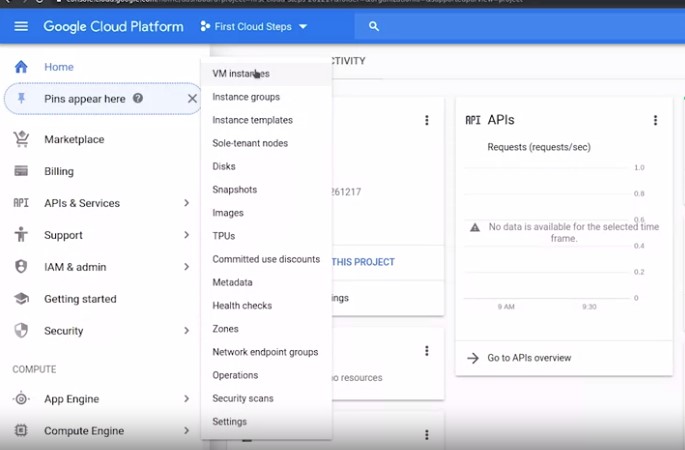 Google Cloud Platform
First Cloud Steps
Home
Pins appear here
Marketplace
Billing
API APIs & Services
Support
IAM & admin
Getting started
Security
COMPUTE
App Engine
Compute Engine
VM instances
Instance groups
Instance templates
Sole-tenant nodes
Disks
Snapshots
Images
TPUs
Committed use discounts
Metadata
Health checks
Zones
Network endpoint groups
Operations
Security scans
Settings
CTIVITY
261217
THIS PROJECT
ngs
no resources
API APIs
Requests (requests/sec)
1.0
0.8
0.6
No data is available for the selected time
frame.
0.4
0.2
0
9 AM 9:30
Go to APIs overview